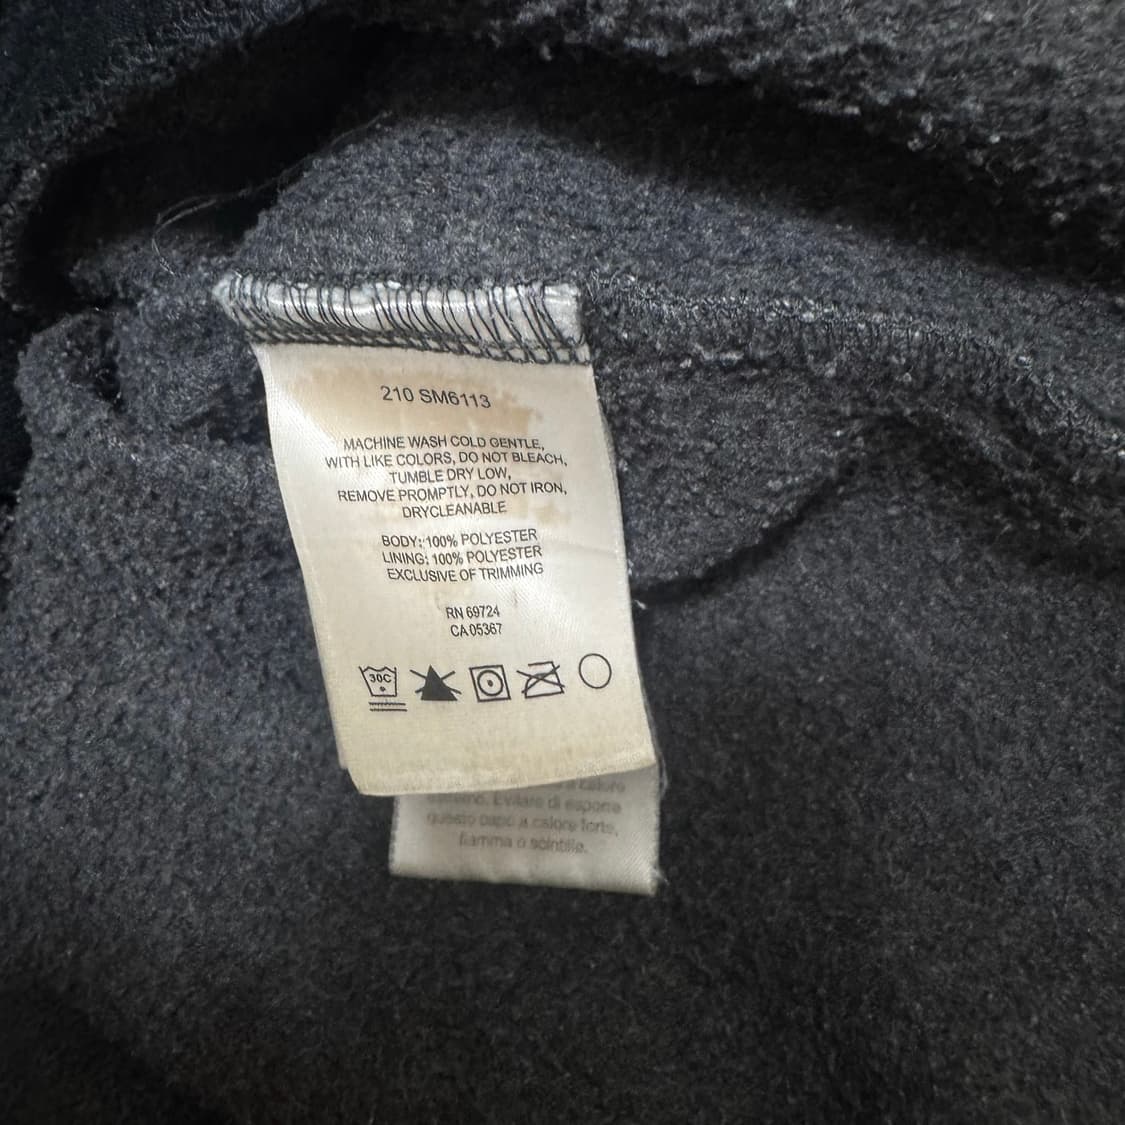 210 SM6113
MACHINE WASH COLD GENTLE,
WITH LIKE COLORS, DO NOT BLEACH,
TUMBLE DRY LOW,
REMOVE PROMPTLY, DO NOT IRON,
DRYCLEANABLE
BODY: 100% POLYESTER
LINING: 100% POLYESTER
EXCLUSIVE OF TRIMMING
RN 69724
CA 05367
30C
Evitare di esporre
questo capo a calore forte,
fiamma o scintille.